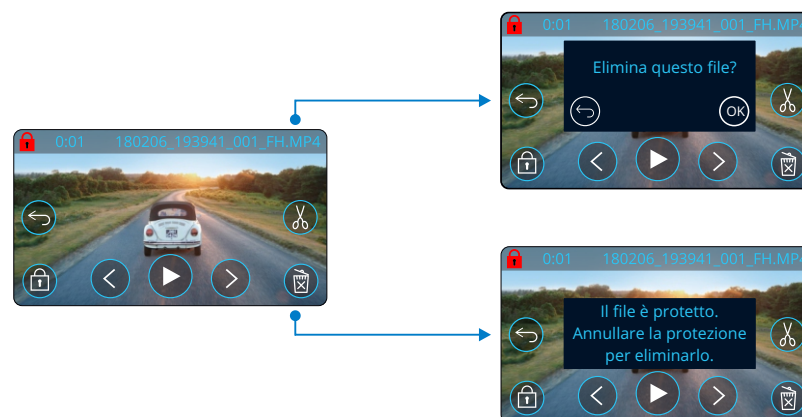 0:01 180206_193941_001_FH.MP4
0:01 180206_193941_001_FH.MP4
Elimina questo file?
OK
0:01 180206_193941_001_FH.MP4
Il file è protetto.
Annullare la protezione
per eliminarlo.